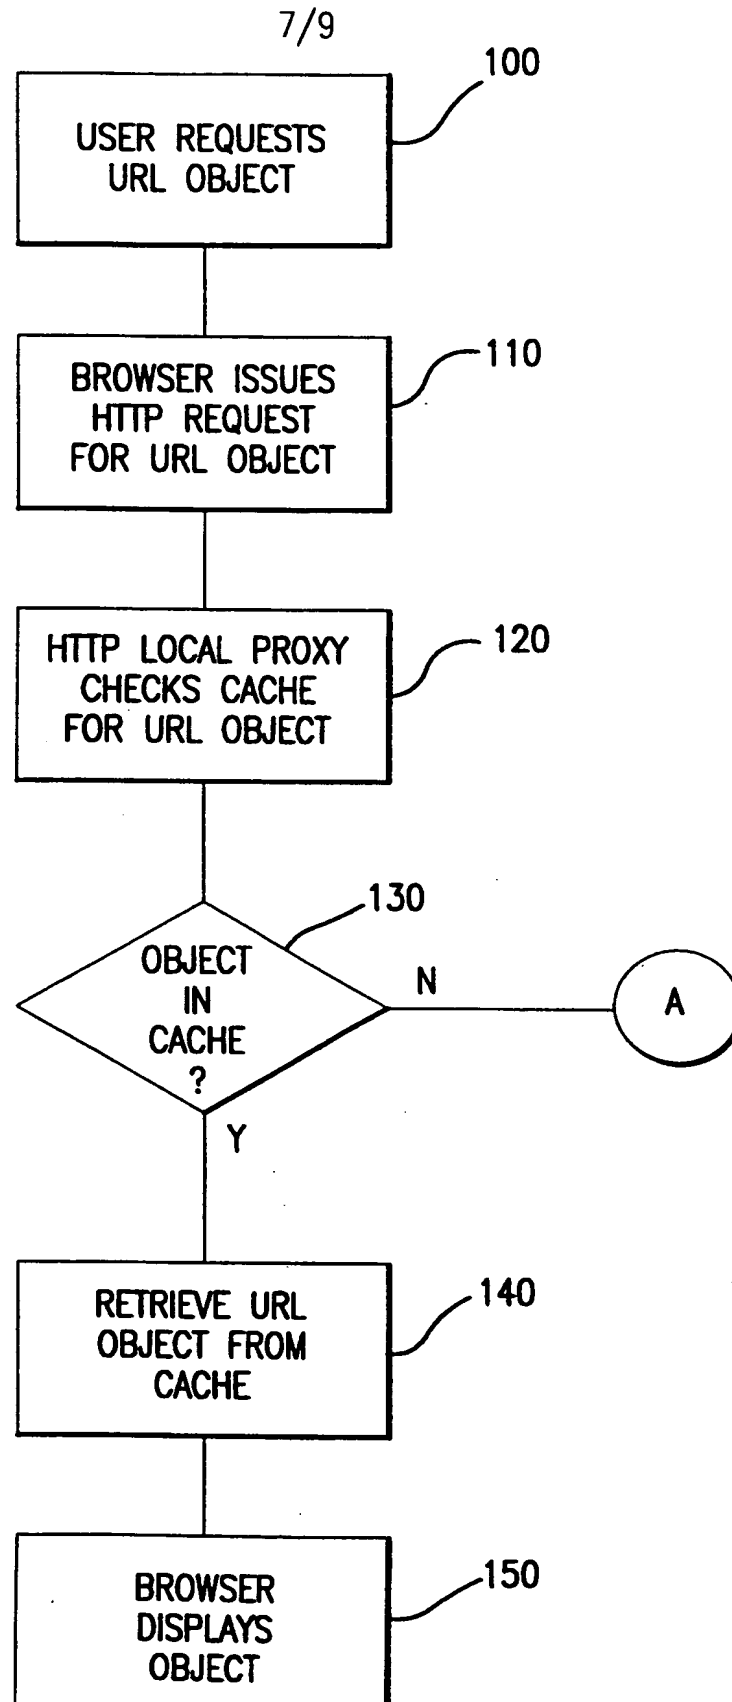 7/9
100
USER REQUESTS
URL OBJECT
110
BROWSER ISSUES
HTTP REQUEST
FOR URL OBJECT
120
HTTP LOCAL PROXY
CHECKS CACHE
FOR URL OBJECT
130
OBJECT
IN
CACHE
?
N
A
Y
140
RETRIEVE URL
OBJECT FROM
CACHE
150
BROWSER
DISPLAYS
OBJECT